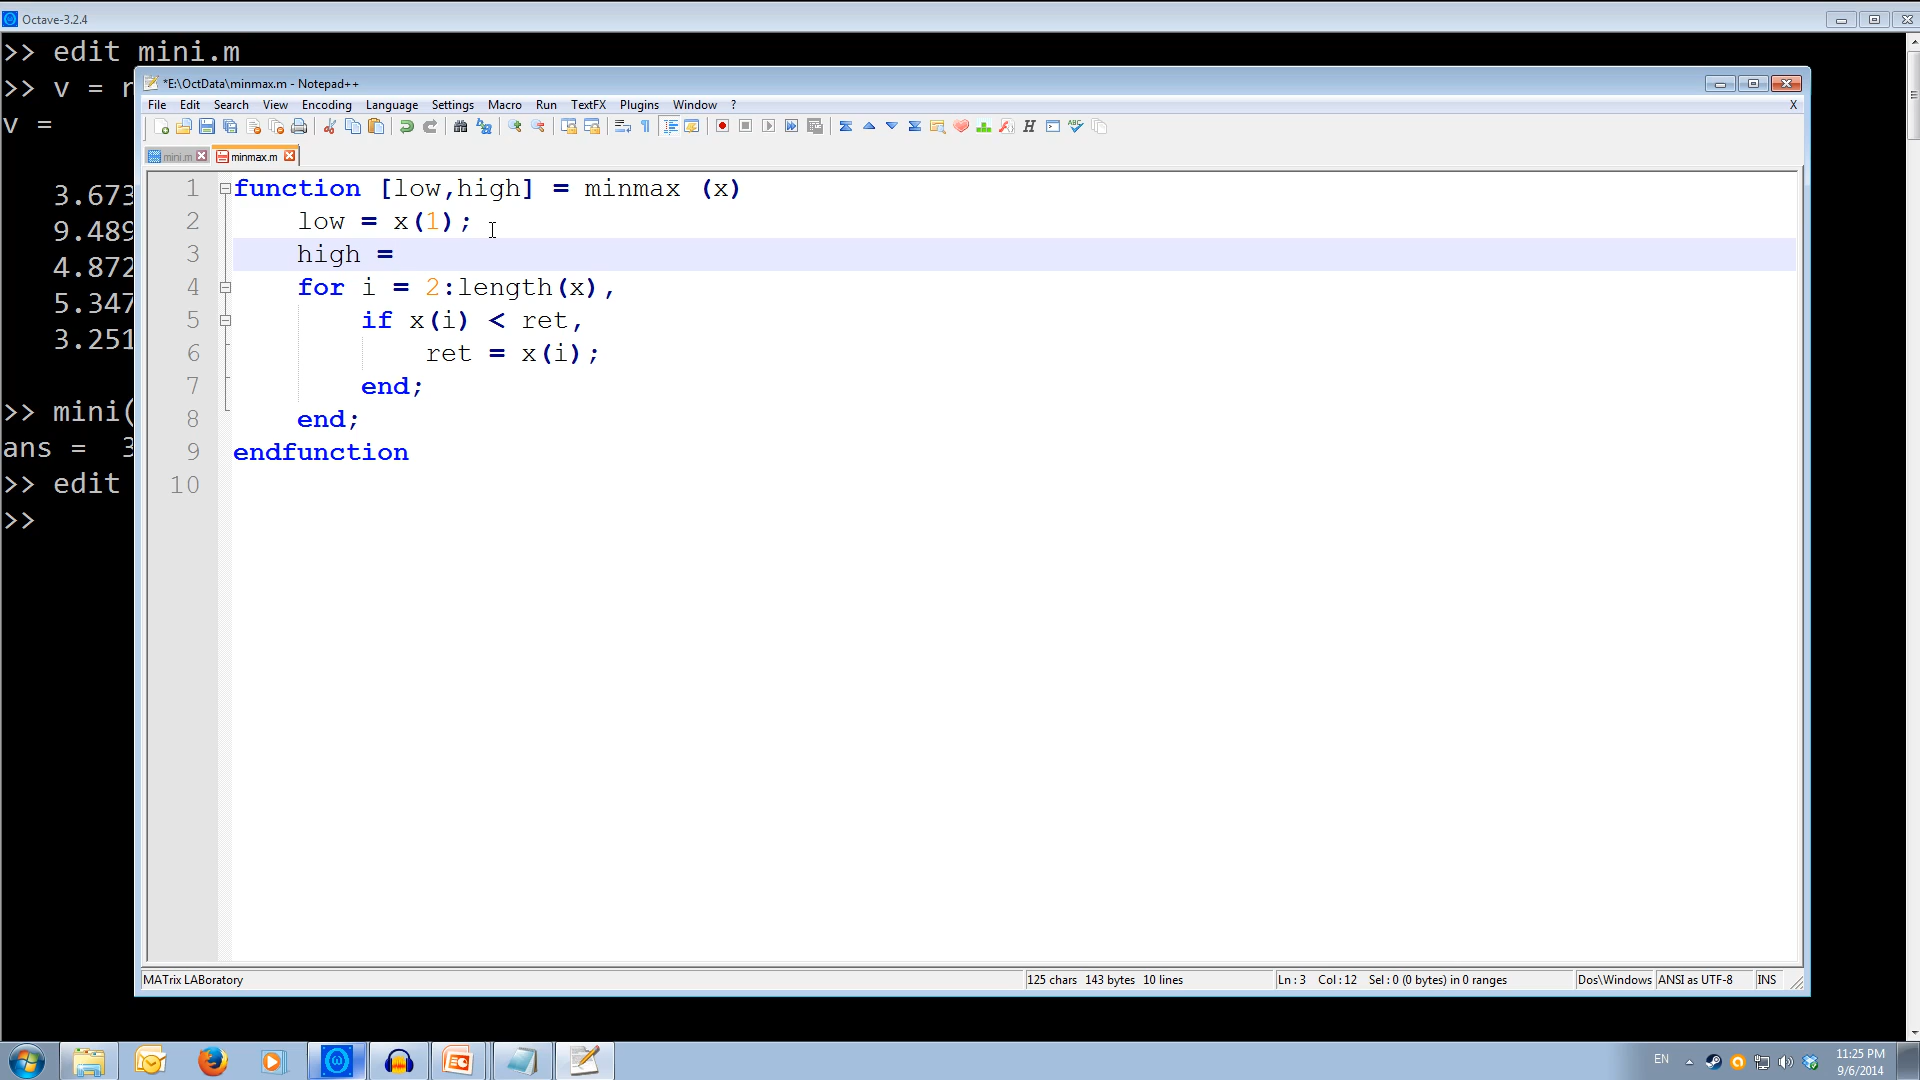 Octave-3.2.4
>> edit mini.m
>> v = r
v =
3.673
9.489
4.872
5.347
3.251
>> mini(
ans = 3
>> edit
>>
*E:\OctData\minmax.m - Notepad++
File Edit Search View Encoding Language Settings Macro Run TextFX Plugins Window ? X
mini.m minmax.m
1 function [low,high] = minmax (x)
2 low = x(1);
3 high =
4 for i = 2:length(x),
5 if x(i) < ret,
6 ret = x(i);
7 end;
8 end;
9 endfunction
10
MATrix LABoratory 125 chars 143 bytes 10 lines Ln : 3 Col : 12 Sel : 0 (0 bytes) in 0 ranges Dos\Windows ANSI as UTF-8 INS
EN 11:25 PM
9/6/2014